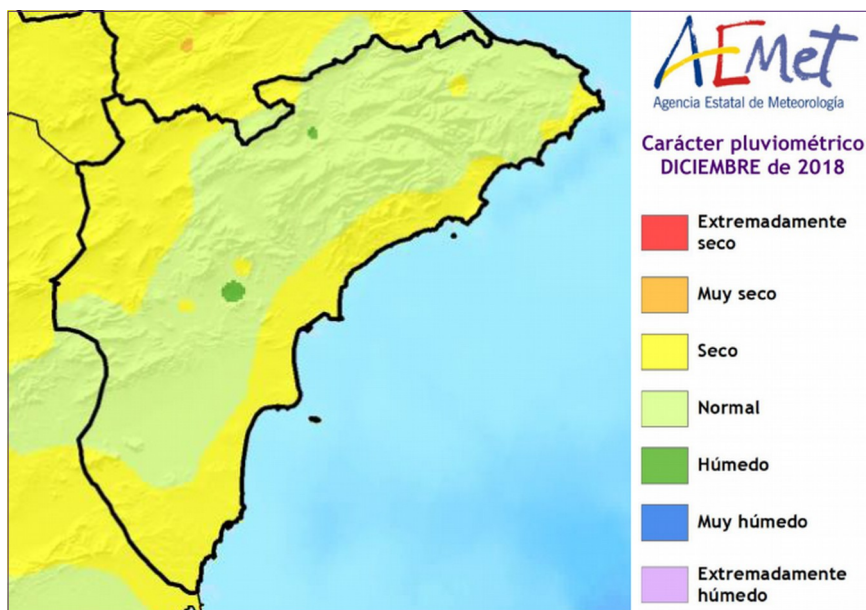 AEMet
Agencia Estatal de Meteorología
Carácter pluviométrico
DICIEMBRE de 2018
Extremadamente
seco
Muy seco
Seco
Normal
Húmedo
Muy húmedo
Extremadamente
húmedo